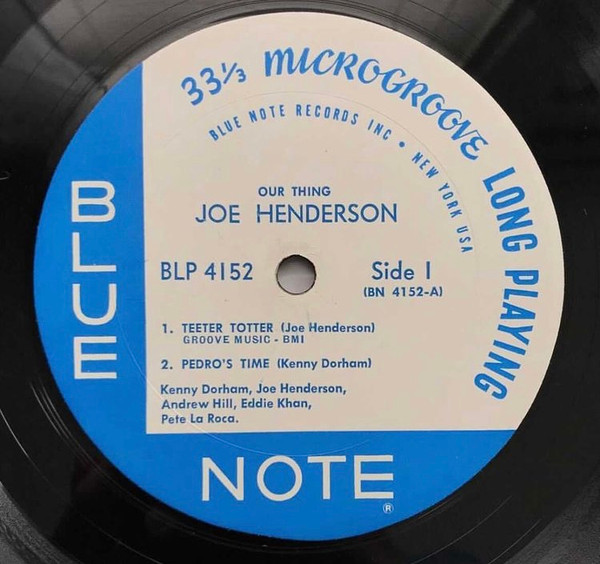 33⅓ MICROGROOVE LONG PLAYING
BLUE NOTE RECORDS INC • NEW YORK USA
OUR THING
JOE HENDERSON
BLP 4152
Side 1
(BN 4152-A)
1. TEETER TOTTER (Joe Henderson)
GROOVE MUSIC - BMI
2. PEDRO'S TIME (Kenny Dorham)
Kenny Dorham, Joe Henderson,
Andrew Hill, Eddie Khan,
Pete La Roca.
BLUE
NOTE
®